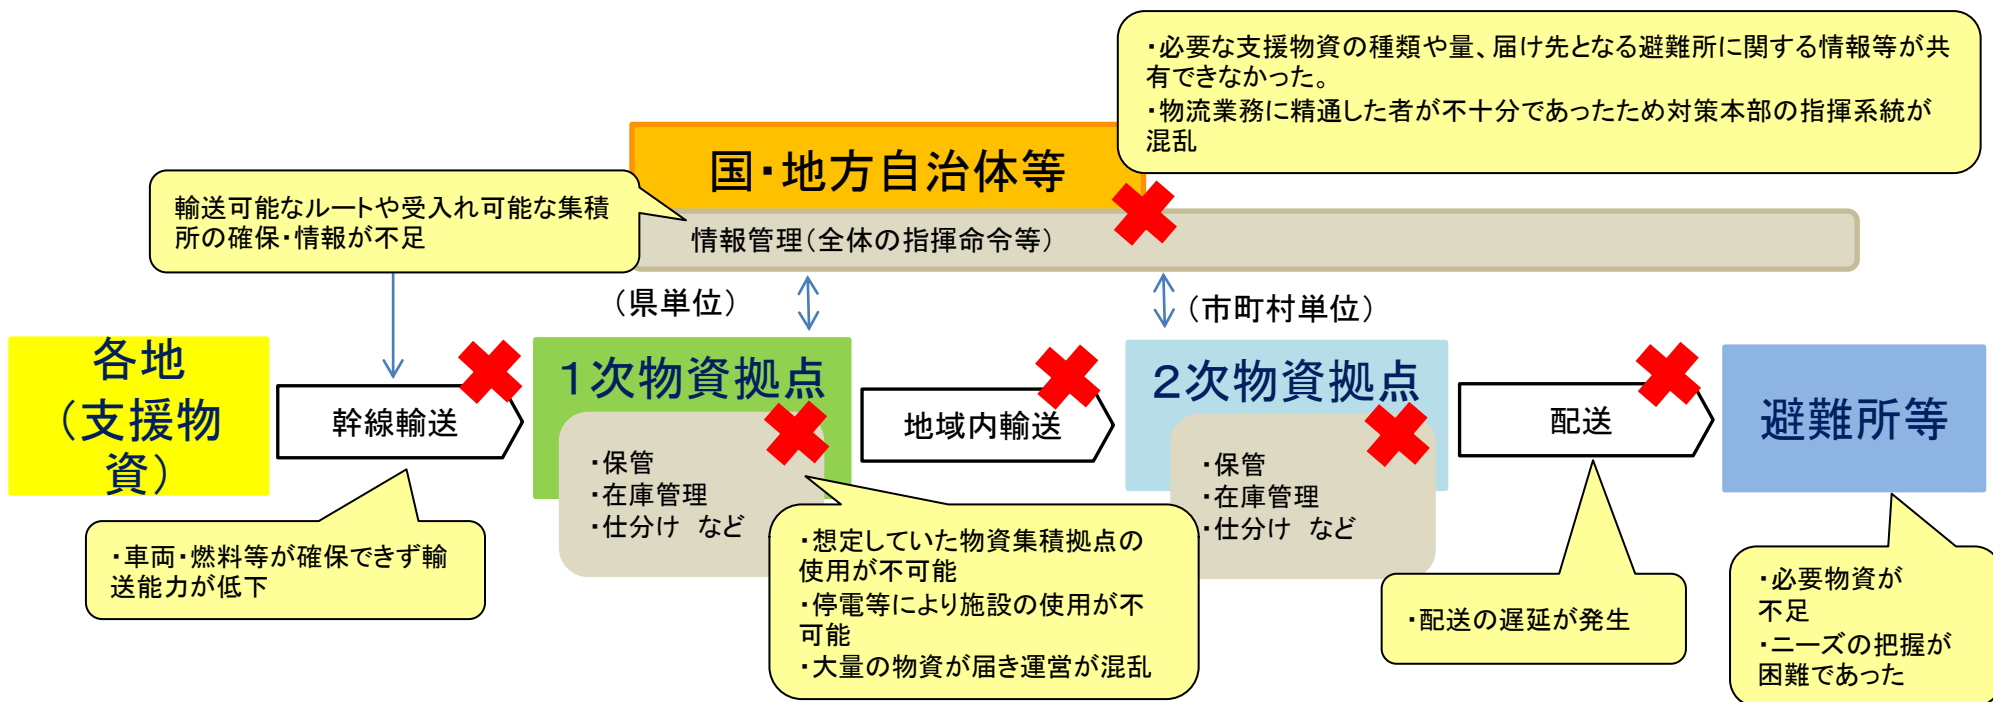 ・必要な支援物資の種類や量、届け先となる避難所に関する情報等が共
有できなかった。
・物流業務に精通した者が不十分であったため対策本部の指揮系統が
混乱
国・地方自治体等
輸送可能なルートや受入れ可能な集積
所の確保・情報が不足
情報管理(全体の指揮命令等)
(県単位)
(市町村単位)
各地
(支援物
資)
幹線輸送
1次物資拠点
・保管
・在庫管理
・仕分け など
地域内輸送
2次物資拠点
・保管
・在庫管理
・仕分け など
配送
避難所等
・車両・燃料等が確保できず輸
送能力が低下
・想定していた物資集積拠点の
使用が不可能
・停電等により施設の使用が不
可能
・大量の物資が届き運営が混乱
・配送の遅延が発生
・必要物資が
不足
・ニーズの把握が
困難であった